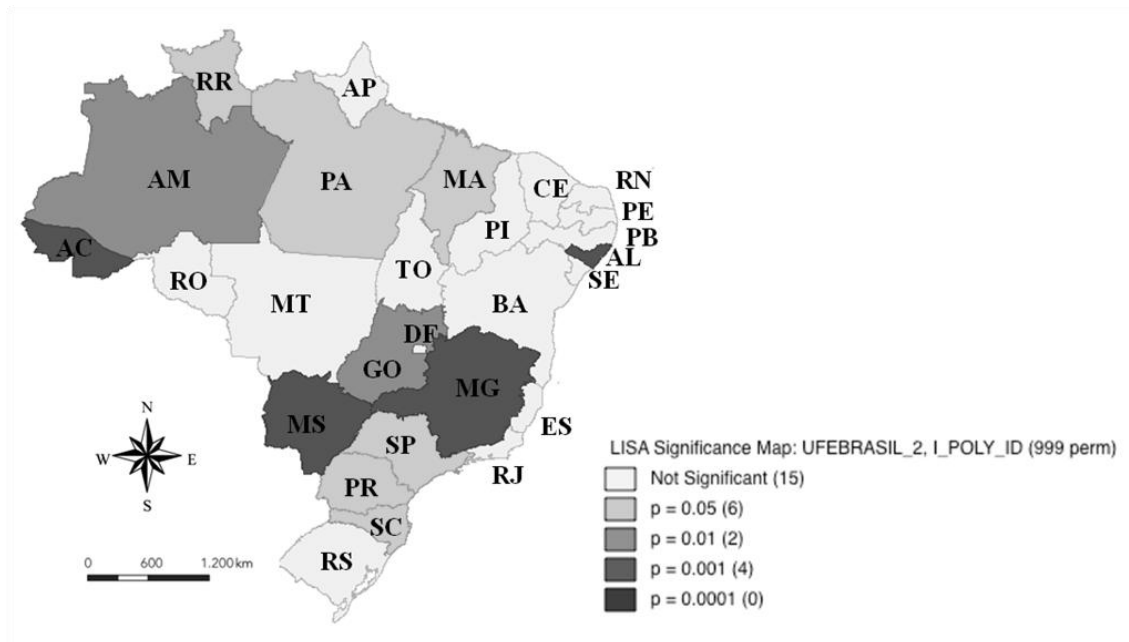 RR
AP
AM
PA
MA
CE
RN
PE
PI
PB
AC
AL
TO
SE
RO
MT
BA
DF
GO
MG
MS
ES
SP
RJ
PR
SC
RS
N
W
E
S
0 600 1.200 km
LISA Significance Map: UFEBRASIL_2, I_POLY_ID (999 perm)
Not Significant (15)
p = 0.05 (6)
p = 0.01 (2)
p = 0.001 (4)
p = 0.0001 (0)